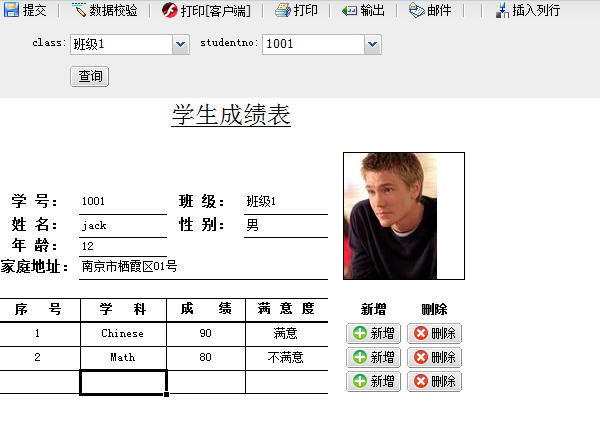 提交 数据校验 打印[客户端] 打印 输出 邮件 插入列行
class: 班级1 studentno: 1001
查询
学生成绩表
学 号: 1001 班 级: 班级1
姓 名: jack 性 别: 男
年 龄: 12
家庭地址: 南京市栖霞区01号
序 号 学 科 成 绩 满 意 度 新增 删除
1 Chinese 90 满意 新增 删除
2 Math 80 不满意 新增 删除
新增 删除